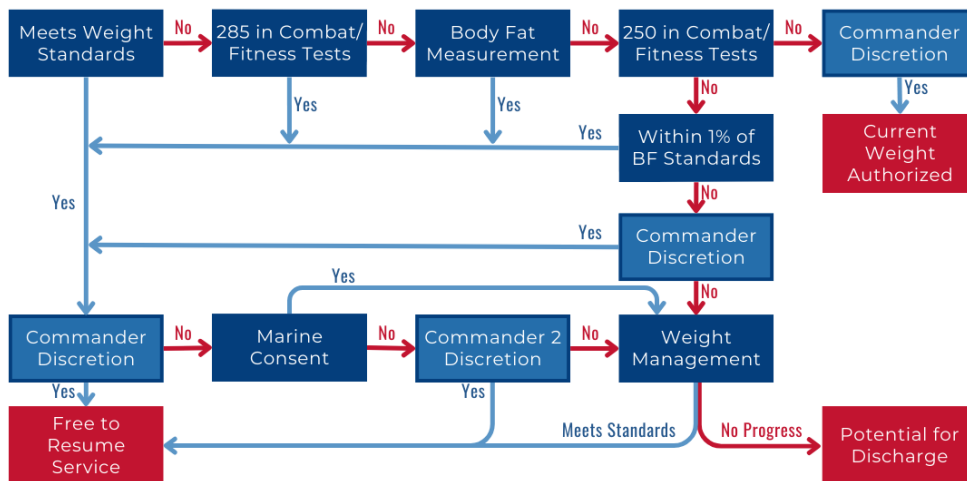 Meets Weight
Standards
No
285 in Combat/
Fitness Tests
No
Body Fat
Measurement
No
250 in Combat/
Fitness Tests
No
Commander
Discretion
Yes
Yes
No
Yes
Yes
Within 1% of
BF Standards
Current
Weight
Authorized
Yes
No
Yes
Commander
Discretion
Yes
No
Commander
Discretion
No
Marine
Consent
No
Commander 2
Discretion
No
Weight
Management
Yes
Yes
Free to
Resume
Service
Meets Standards
No Progress
Potential for
Discharge